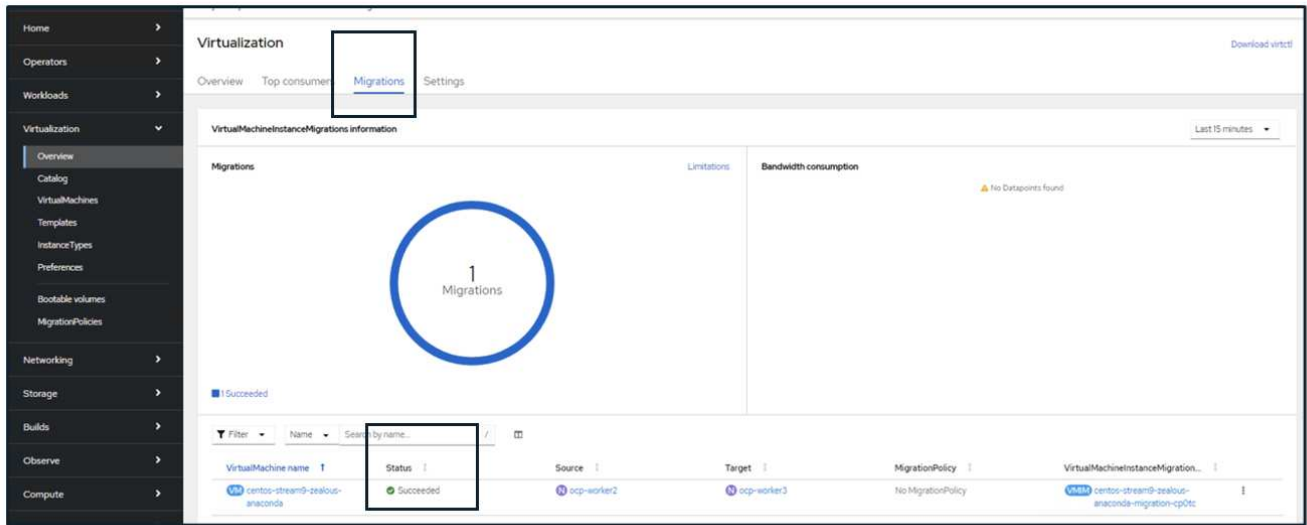 Home
Operators
Workloads
Virtualization
Overview
Catalog
VirtualMachines
Templates
InstanceTypes
Preferences
Bootable volumes
MigrationPolicies
Networking
Storage
Builds
Observe
Compute
Virtualization
Download virtctl
Overview Top consumers Migrations Settings
VirtualMachineInstanceMigrations information
Last 15 minutes
Migrations
Limitations
Bandwidth consumption
No Datapoints found
1
Migrations
1 Succeeded
Filter Name Search by name... /
VirtualMachine name Status Source Target MigrationPolicy VirtualMachineInstanceMigration...
VM centos-stream9-zealous-
anaconda
Succeeded
N ocp-worker2
N ocp-worker3
No MigrationPolicy
VMIM centos-stream9-zealous-
anaconda-migration-cp0tc